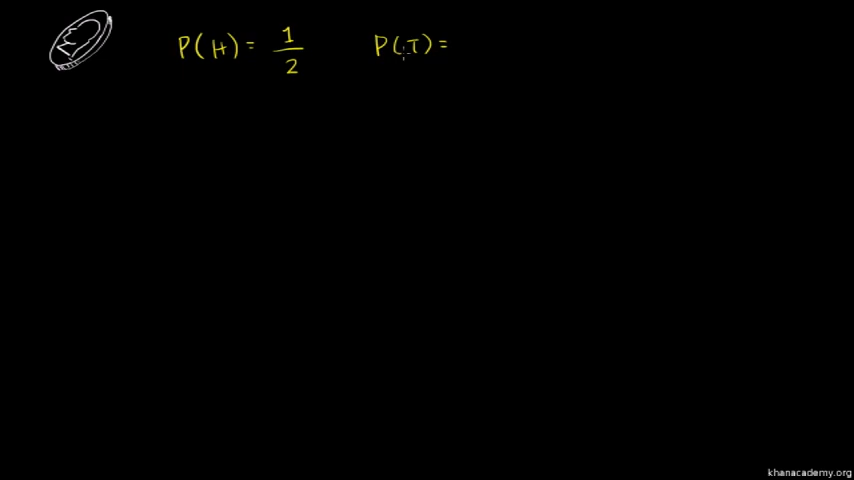 P(H) = 1/2 P(T) =
khanacademy.org